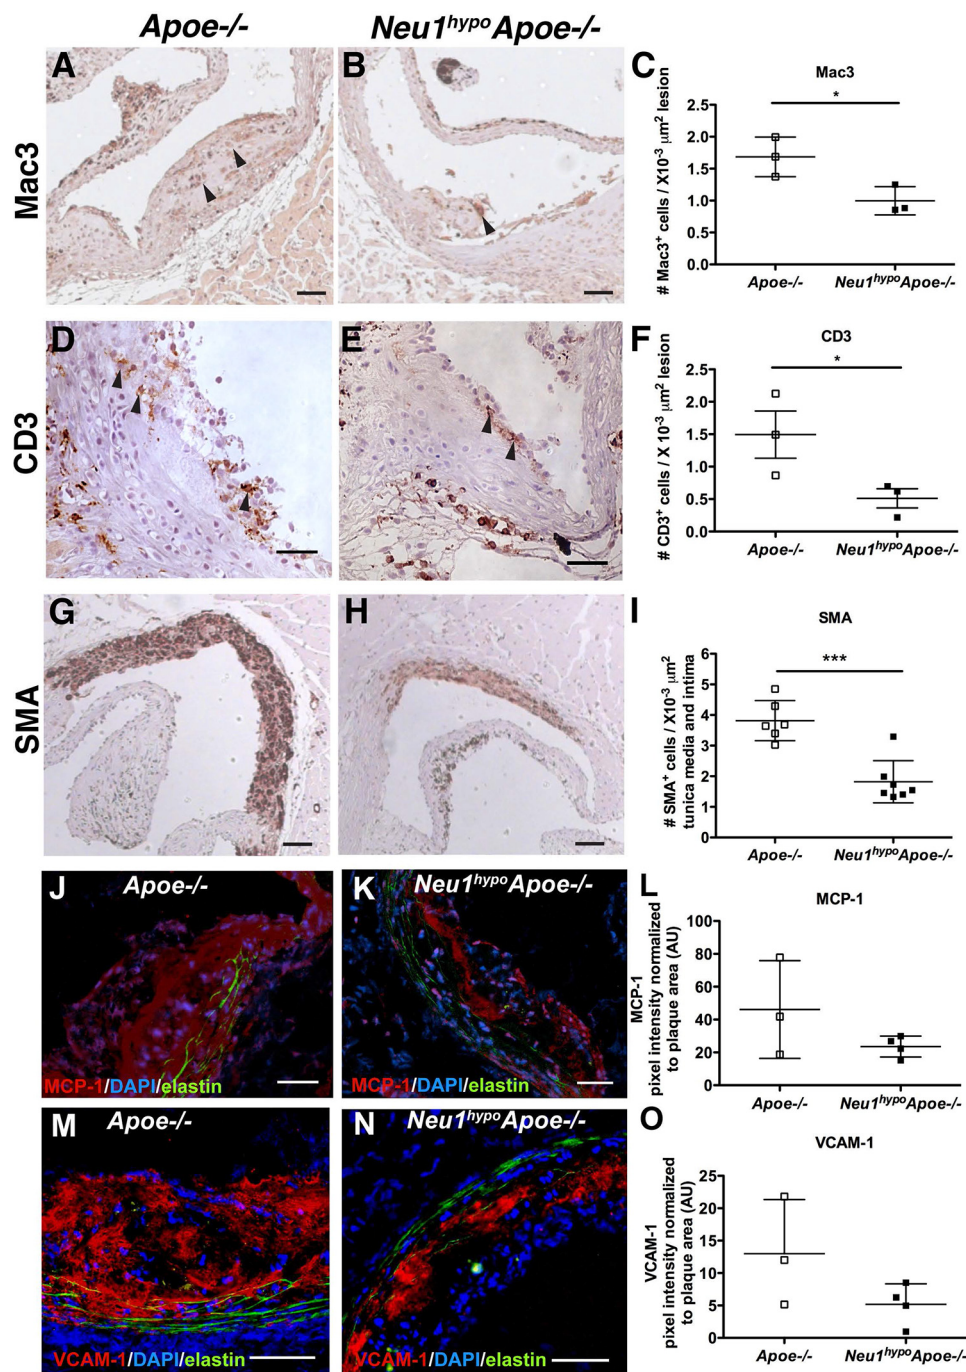 Apoe-/-
Neu1hypoApoe-/-
Mac3
A
B
C
Mac3
*
# Mac3+ cells / X10-3 μm2 lesion
2.5
2.0
1.5
1.0
0.5
0.0
Apoe-/-
Neu1hypoApoe-/-
CD3
D
E
F
CD3
*
# CD3+ cells / X 10-3 μm2 lesion
2.5
2.0
1.5
1.0
0.5
0.0
Apoe-/-
Neu1hypoApoe-/-
SMA
G
H
I
SMA
***
# SMA+ cells / X10-3 μm2
tunica media and intima
6
5
4
3
2
1
0
Apoe-/-
Neu1hypoApoe-/-
J
Apoe-/-
MCP-1/DAPI/elastin
K
Neu1hypoApoe-/-
MCP-1/DAPI/elastin
L
MCP-1
MCP-1
pixel intensity normalized
to plaque area (AU)
100
80
60
40
20
0
Apoe-/-
Neu1hypoApoe-/-
M
Apoe-/-
VCAM-1/DAPI/elastin
N
Neu1hypoApoe-/-
VCAM-1/DAPI/elastin
O
VCAM-1
VCAM-1
pixel intensity normalized
to plaque area (AU)
25
20
15
10
5
0
Apoe-/-
Neu1hypoApoe-/-